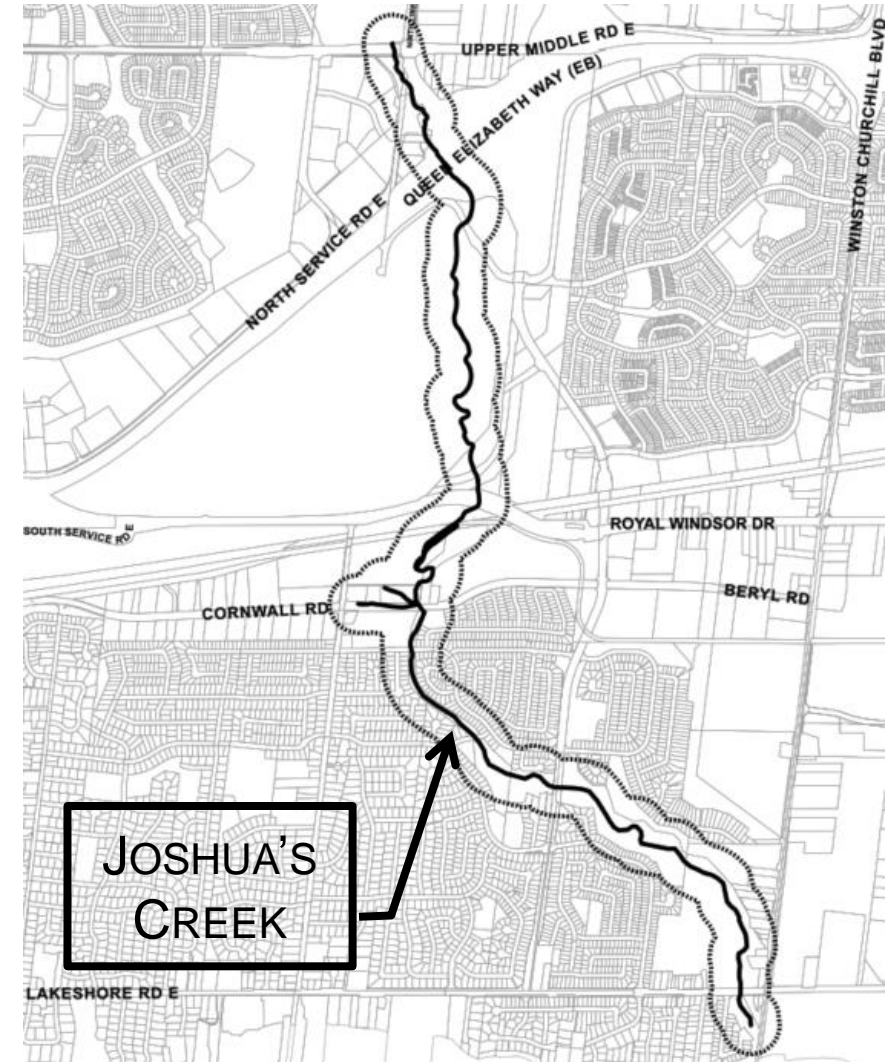 UPPER MIDDLE RD E
QUEEN ELIZABETH WAY (EB)
WINSTON CHURCHILL BLVD
NORTH SERVICE RD E
ROYAL WINDSOR DR
SOUTH SERVICE RD E
BERYL RD
CORNWALL RD
JOSHUA'S
CREEK
LAKESHORE RD E